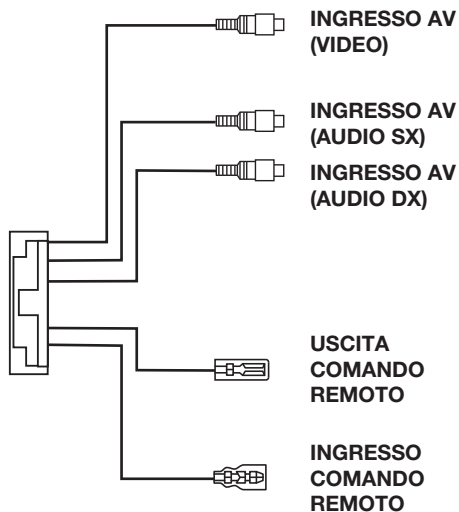 INGRESSO AV
(VIDEO)
INGRESSO AV
(AUDIO SX)
INGRESSO AV
(AUDIO DX)
USCITA
COMANDO
REMOTO
INGRESSO
COMANDO
REMOTO